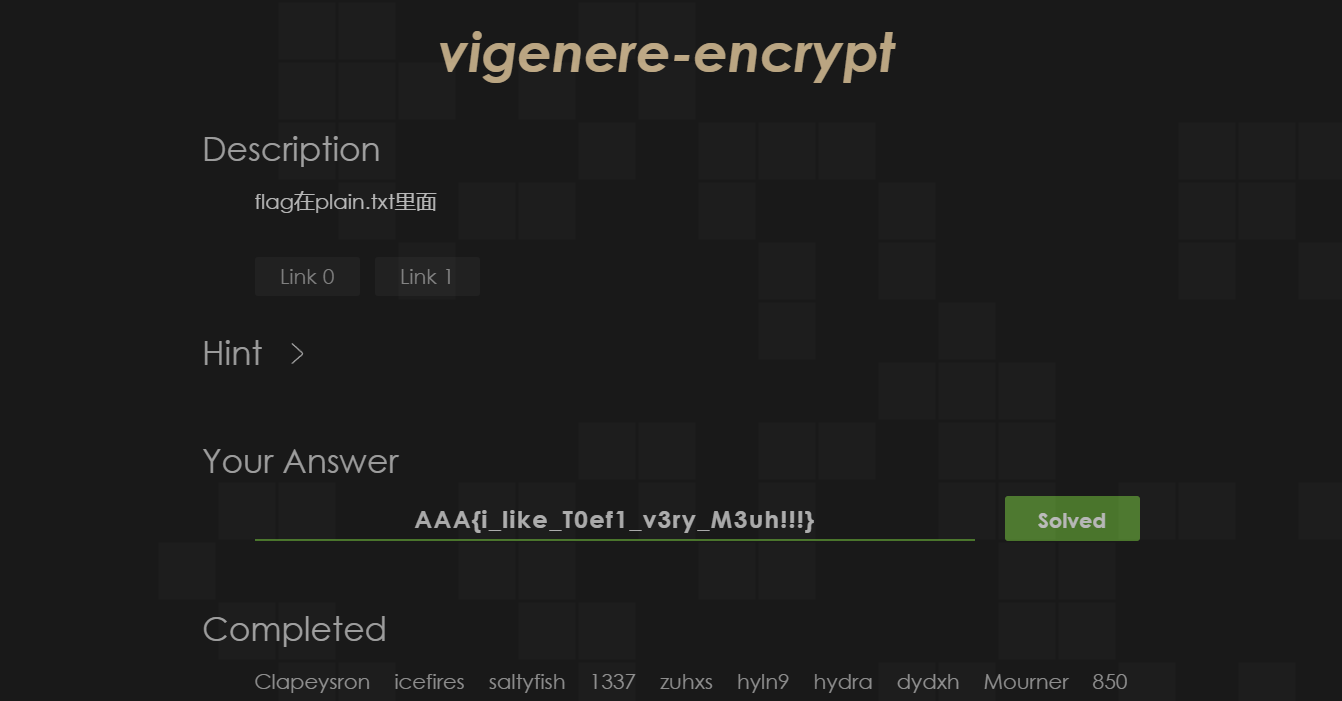 vigenere-encrypt
Description
flag在plain.txt里面
Link 0 Link 1
Hint >
Your Answer
AAA{i_like_T0ef1_v3ry_M3uh!!!}
Solved
Completed
Clapeysron icefires saltyfish 1337 zuhxs hyln9 hydra dydxh Mourner 850